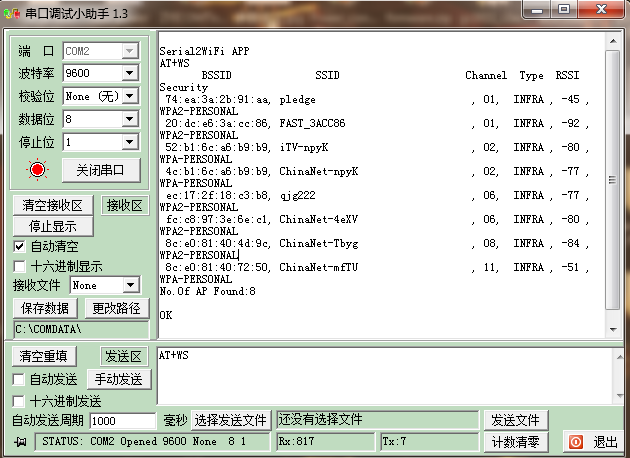 串口调试小助手 1.3
端 口 COM2
波特率 9600
校验位 None (无)
数据位 8
停止位 1
关闭串口
清空接收区 接收区
停止显示
自动清空
十六进制显示
接收文件 None
保存数据 更改路径
C:\COMDATA\
Serial2WiFi APP
AT+WS
BSSID SSID Channel Type RSSI
Security
74:ea:3a:2b:91:aa, pledge , 01, INFRA , -45 ,
WPA2-PERSONAL
20:dc:e6:3a:cc:86, FAST_3ACC86 , 01, INFRA , -92 ,
WPA2-PERSONAL
52:b1:6c:a6:b9:b9, iTV-npyK , 02, INFRA , -80 ,
WPA-PERSONAL
4c:b1:6c:a6:b9:b9, ChinaNet-npyK , 02, INFRA , -77 ,
WPA-PERSONAL
ec:17:2f:18:c3:b8, qjg222 , 06, INFRA , -77 ,
WPA2-PERSONAL
fc:c8:97:3e:6e:c1, ChinaNet-4eXV , 06, INFRA , -80 ,
WPA2-PERSONAL
8c:e0:81:40:4d:9c, ChinaNet-Tbyg , 08, INFRA , -84 ,
WPA2-PERSONAL
8c:e0:81:40:72:50, ChinaNet-mfTU , 11, INFRA , -51 ,
WPA-PERSONAL
No.Of AP Found:8
OK
清空重填 发送区
自动发送 手动发送
十六进制发送
AT+WS
自动发送周期 1000 毫秒 选择发送文件 还没有选择文件 发送文件
STATUS: COM2 Opened 9600 None 8 1 Rx:817 Tx:7 计数清零 退出